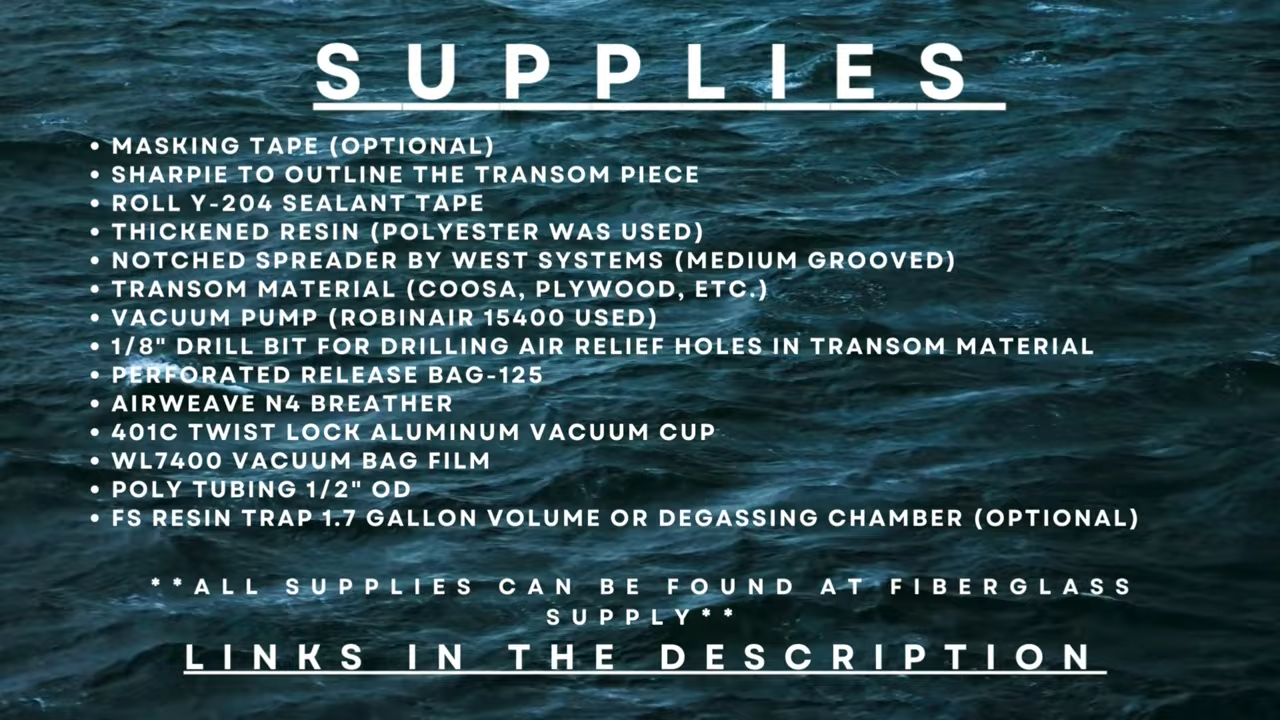 SUPPLIES
• MASKING TAPE (OPTIONAL)
• SHARPIE TO OUTLINE THE TRANSOM PIECE
• ROLL Y-204 SEALANT TAPE
• THICKENED RESIN (POLYESTER WAS USED)
• NOTCHED SPREADER BY WEST SYSTEMS (MEDIUM GROOVED)
• TRANSOM MATERIAL (COOSA, PLYWOOD, ETC.)
• VACUUM PUMP (ROBINAIR 15400 USED)
• 1/8" DRILL BIT FOR DRILLING AIR RELIEF HOLES IN TRANSOM MATERIAL
• PERFORATED RELEASE BAG-125
• AIRWEAVE N4 BREATHER
• 401C TWIST LOCK ALUMINUM VACUUM CUP
• WL7400 VACUUM BAG FILM
• POLY TUBING 1/2" OD
• FS RESIN TRAP 1.7 GALLON VOLUME OR DEGASSING CHAMBER (OPTIONAL)
**ALL SUPPLIES CAN BE FOUND AT FIBERGLASS
SUPPLY**
LINKS IN THE DESCRIPTION